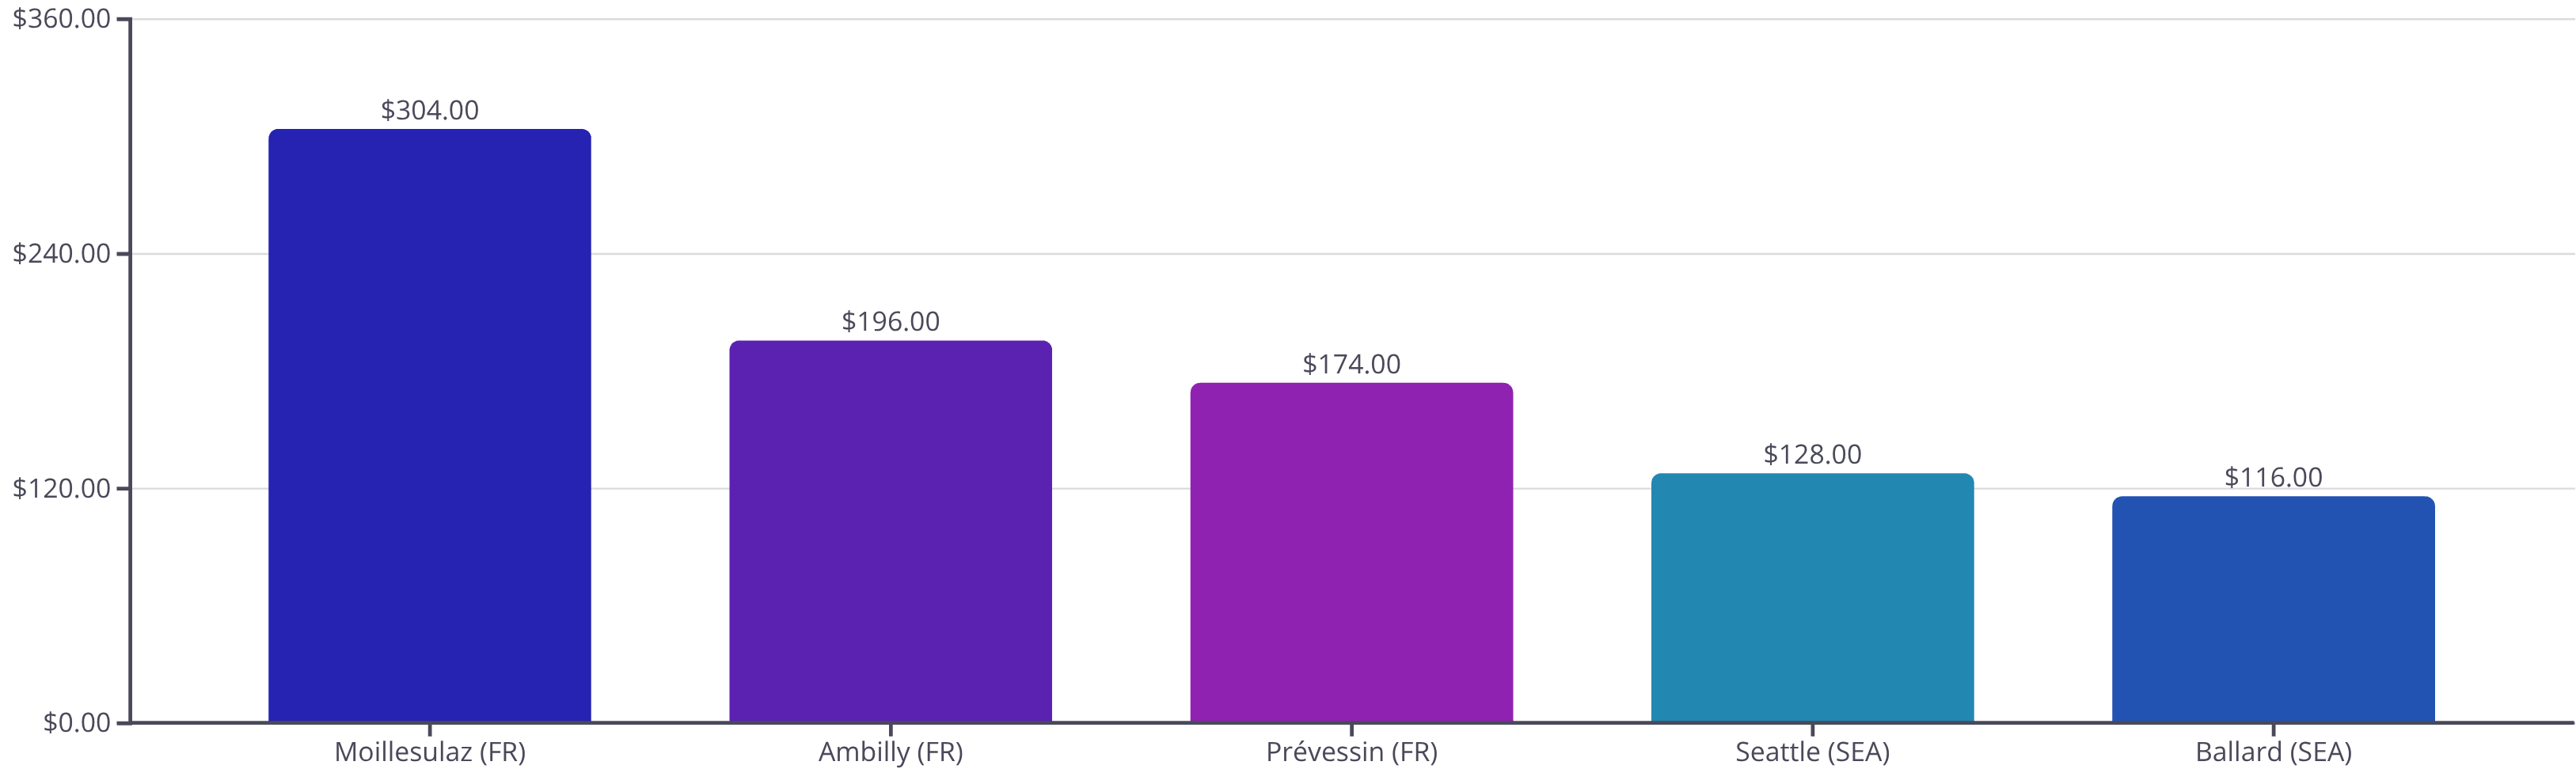 $360.00
$304.00
$240.00
$196.00
$174.00
$128.00
$120.00
$116.00
$0.00
Moillesulaz (FR)
Ambilly (FR)
Prévessin (FR)
Seattle (SEA)
Ballard (SEA)